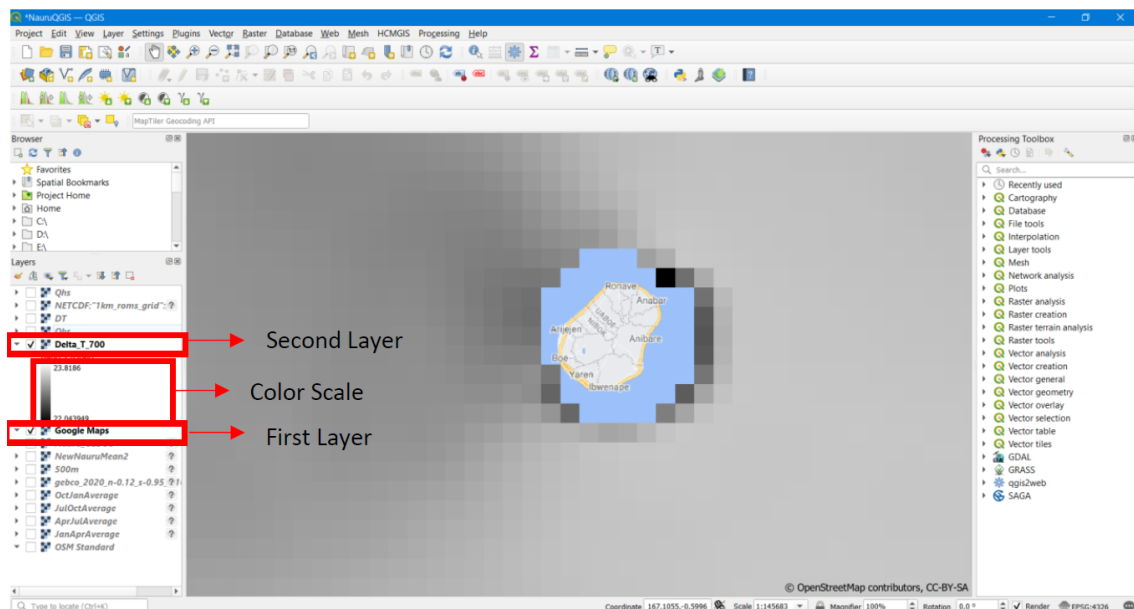 *NauruQGIS — QGIS
Project Edit View Layer Settings Plugins Vector Raster Database Web Mesh HCMGIS Processing Help
MapTiler Geocoding API
Browser
Favorites
Spatial Bookmarks
Project Home
Home
C:\
D:\
E:\
Layers
Qhs
NETCDF:"1km_roms_grid": ?
DT
Delta_T_700
23.8186
22.043949
Google Maps
NewNauruMean2 ?
500m ?
gebco_2020_n-0.12_s-0.95_
OctJanAverage ?
JulOctAverage ?
AprJulAverage ?
JanAprAverage ?
OSM Standard
Type to locate (Ctrl+K)
Second Layer
Color Scale
First Layer
Ronave
Anabar
UABOE
NIBOK
Arijejen
Anibare
Boe
Yaren
Ibwenape
© OpenStreetMap contributors, CC-BY-SA
Processing Toolbox
Search...
Recently used
Cartography
Database
File tools
Interpolation
Layer tools
Mesh
Network analysis
Plots
Raster analysis
Raster creation
Raster terrain analysis
Raster tools
Vector analysis
Vector creation
Vector general
Vector geometry
Vector overlay
Vector selection
Vector table
Vector tiles
GDAL
GRASS
qgis2web
SAGA
Coordinate 167.1055,-0.5996 Scale 1:145683 Magnifier 100% Rotation 0.0 ° Render EPSG:4326